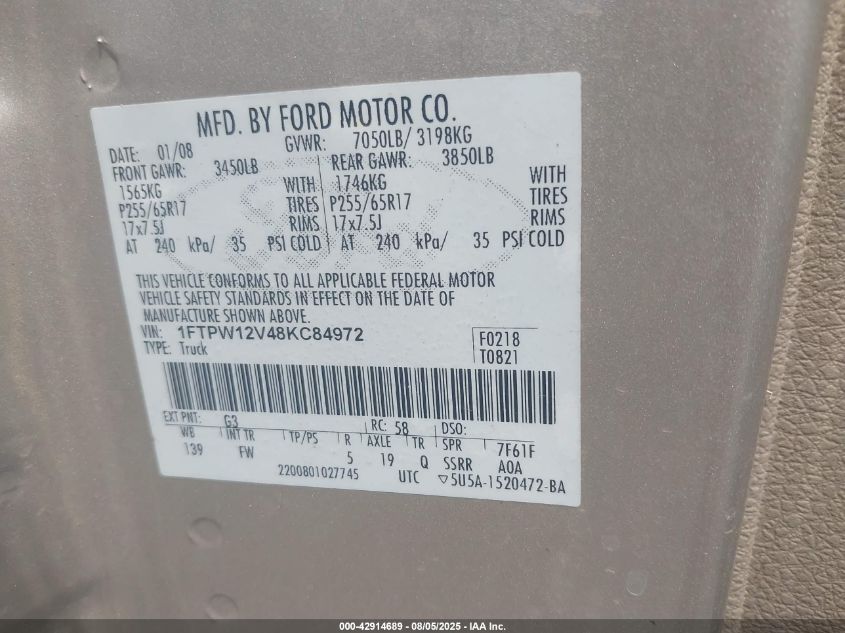 MFD. BY FORD MOTOR CO.
DATE: 01/08 GVWR: 7050LB/ 3198KG
FRONT GAWR: 3450LB REAR GAWR: 3850LB
1565KG WITH 1746KG WITH
P255/65R17 TIRES P255/65R17 TIRES
17x7.5J RIMS 17x7.5J RIMS
AT 240 kPa/ 35 PSI COLD AT 240 kPa/ 35 PSI COLD
THIS VEHICLE CONFORMS TO ALL APPLICABLE FEDERAL MOTOR
VEHICLE SAFETY STANDARDS IN EFFECT ON THE DATE OF
MANUFACTURE SHOWN ABOVE.
VIN: 1FTPW12V48KC84972 F0218
TYPE: Truck T0821
EXT PNT: G3 RC: 58 DSO:
WB INT TR TP/PS R AXLE TR SPR 7F61F
139 FW 5 19 Q SSRR AOA
2200801027745 UTC ▽5U5A-1520472-BA
000-42914689 - 08/05/2025 - IAA Inc.